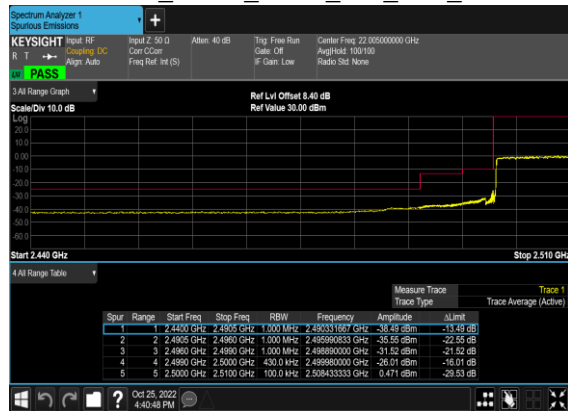 Spectrum Analyzer 1
Spurious Emissions
KEYSIGHT Input: RF Input Z: 50 Ω Atten: 40 dB Trig: Free Run Center Freq: 22.005000000 GHz
R T Coupling: DC Corr CCorr Gate: Off Avg|Hold: 100/100
Align: Auto Freq Ref: Int (S) IF Gain: Low Radio Std: None
LNI PASS
3 All Range Graph
Ref Lvl Offset 8.40 dB
Scale/Div 10.0 dB Ref Value 30.00 dBm
Log
20.0
10.0
0.00
-10.0
-20.0
-30.0
-40.0
-50.0
-60.0
Start 2.440 GHz Stop 2.510 GHz
4 All Range Table
Measure Trace Trace 1
Trace Type Trace Average (Active)
Spur Range Start Freq Stop Freq RBW Frequency Amplitude ΔLimit
1 1 2.4400 GHz 2.4905 GHz 1.000 MHz 2.490331667 GHz -38.49 dBm -13.49 dB
2 2 2.4905 GHz 2.4960 GHz 1.000 MHz 2.495990833 GHz -35.55 dBm -22.55 dB
3 3 2.4960 GHz 2.4990 GHz 1.000 MHz 2.498890000 GHz -31.52 dBm -21.52 dB
4 4 2.4990 GHz 2.5000 GHz 430.0 kHz 2.499980000 GHz -26.01 dBm -16.01 dB
5 5 2.5000 GHz 2.5100 GHz 100.0 kHz 2.508433333 GHz 0.471 dBm -29.53 dB
? Oct 25, 2022
4:40:48 PM